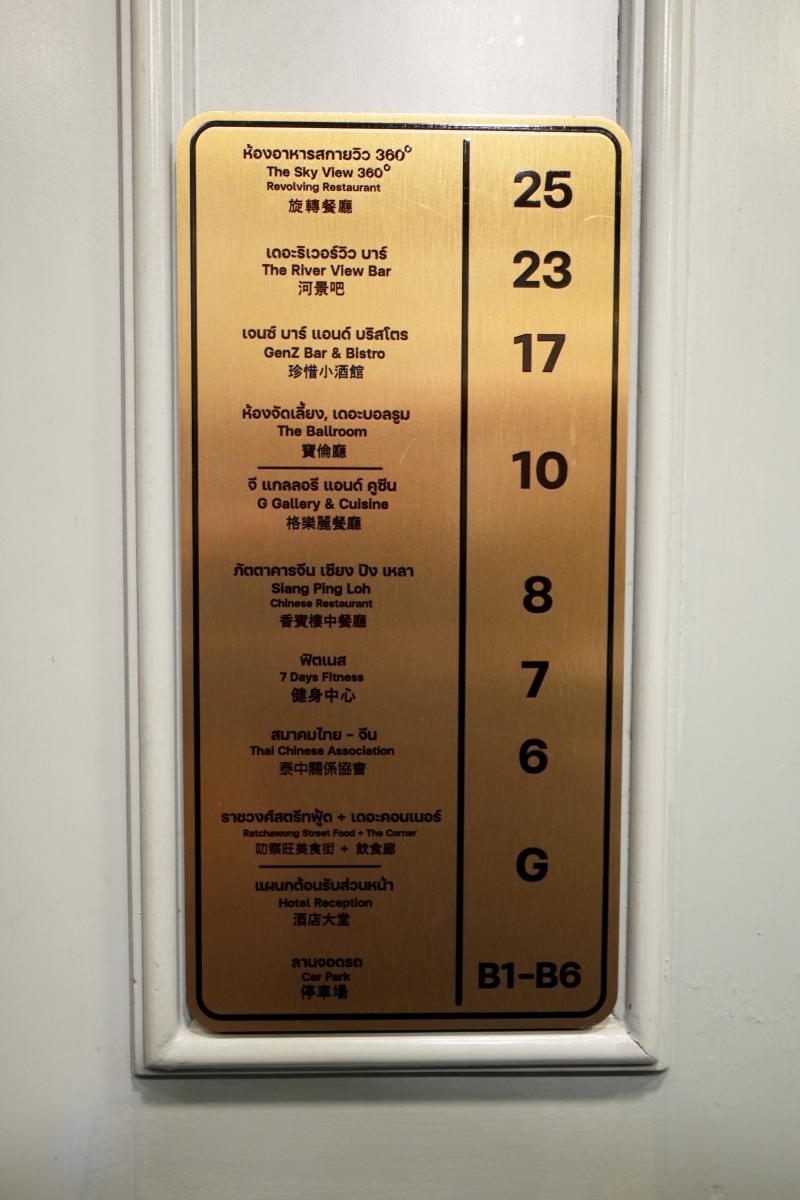 ห้องอาหารสกายวิว 360°
The Sky View 360°
Revolving Restaurant
旋轉餐廳
25
เดอะริเวอร์วิว บาร์
The River View Bar
河景吧
23
เจนซ์ บาร์ แอนด์ บริสโตร
GenZ Bar & Bistro
珍惜小酒館
17
ห้องจัดเลี้ยง, เดอะบอลรูม
The Ballroom
寶倫廳
จี แกลลอรี แอนด์ คูซีน
G Gallery & Cuisine
格樂麗餐廳
10
ภัตตาคารจีน เซียง ปิง เหลา
Siang Ping Loh
Chinese Restaurant
香賓樓中餐廳
8
ฟิตเนส
7 Days Fitness
健身中心
7
สมาคมไทย - จีน
Thai Chinese Association
泰中關係協會
6
ราชวงศ์สตรีทฟู้ด + เดอะคอนเนอร์
Ratchawong Street Food + The Corner
叻察旺美食街 + 飲食廊
แผนกต้อนรับส่วนหน้า
Hotel Reception
酒店大堂
G
ลานจอดรถ
Car Park
停車場
B1-B6